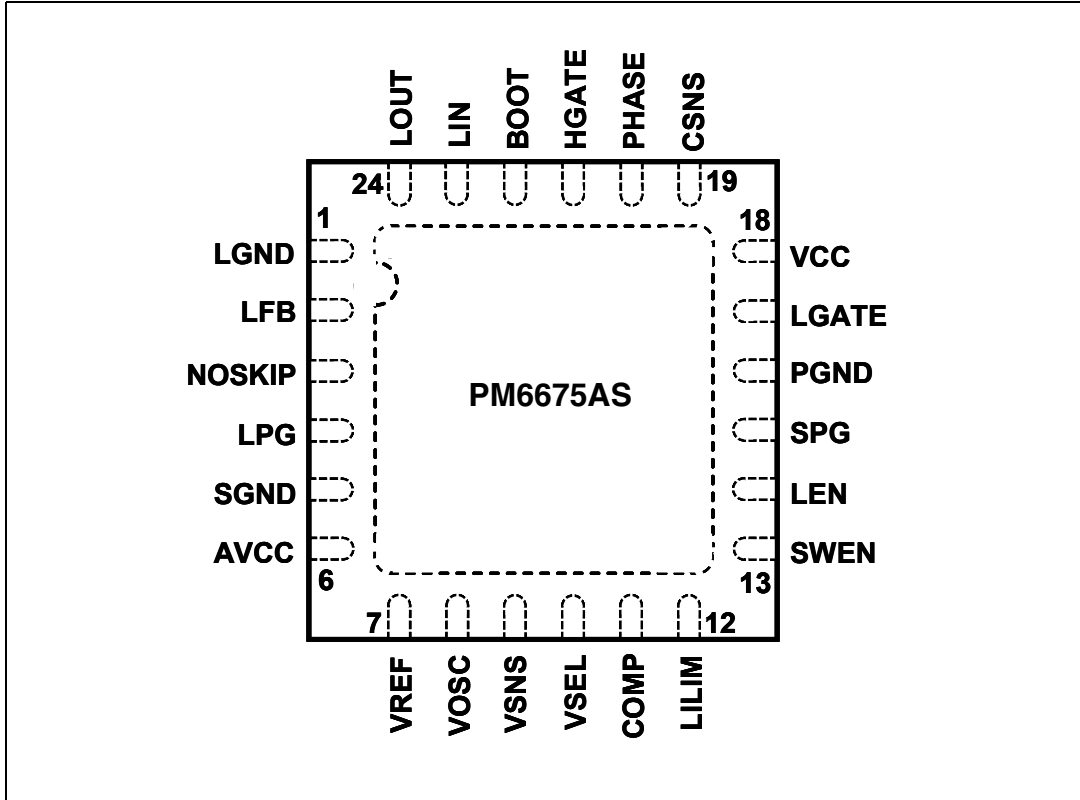 LOUT
LIN
BOOT
HGATE
PHASE
CSNS
24
19
1
18
LGND
VCC
LFB
LGATE
NOSKIP
PGND
PM6675AS
LPG
SPG
SGND
LEN
AVCC
SWEN
6
13
7
12
VREF
VOSC
VSNS
VSEL
COMP
LILIM